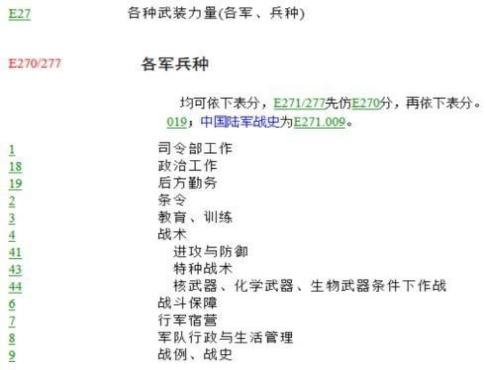 E27 各种武装力量(各军、兵种)
E270/277 各军兵种
均可依下表分，E271/277先仿E270分，再依下表分。
019；中国陆军战史为E271.009。
1 司令部工作
18 政治工作
19 后方勤务
2 条令
3 教育、训练
4 战术
41 进攻与防御
43 特种战术
44 核武器、化学武器、生物武器条件下作战
6 战斗保障
7 行军宿营
8 军队行政与生活管理
9 战例、战史